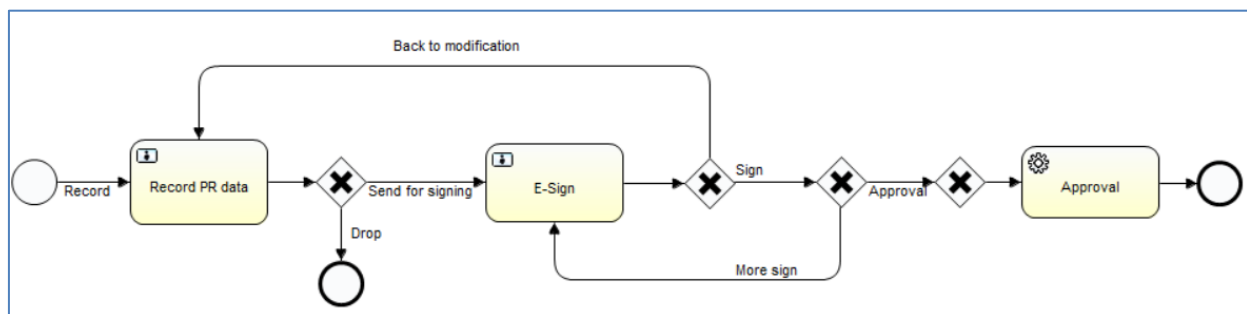 Back to modification
Record
Record PR data
Send for signing
Drop
E-Sign
Sign
More sign
Approval
Approval